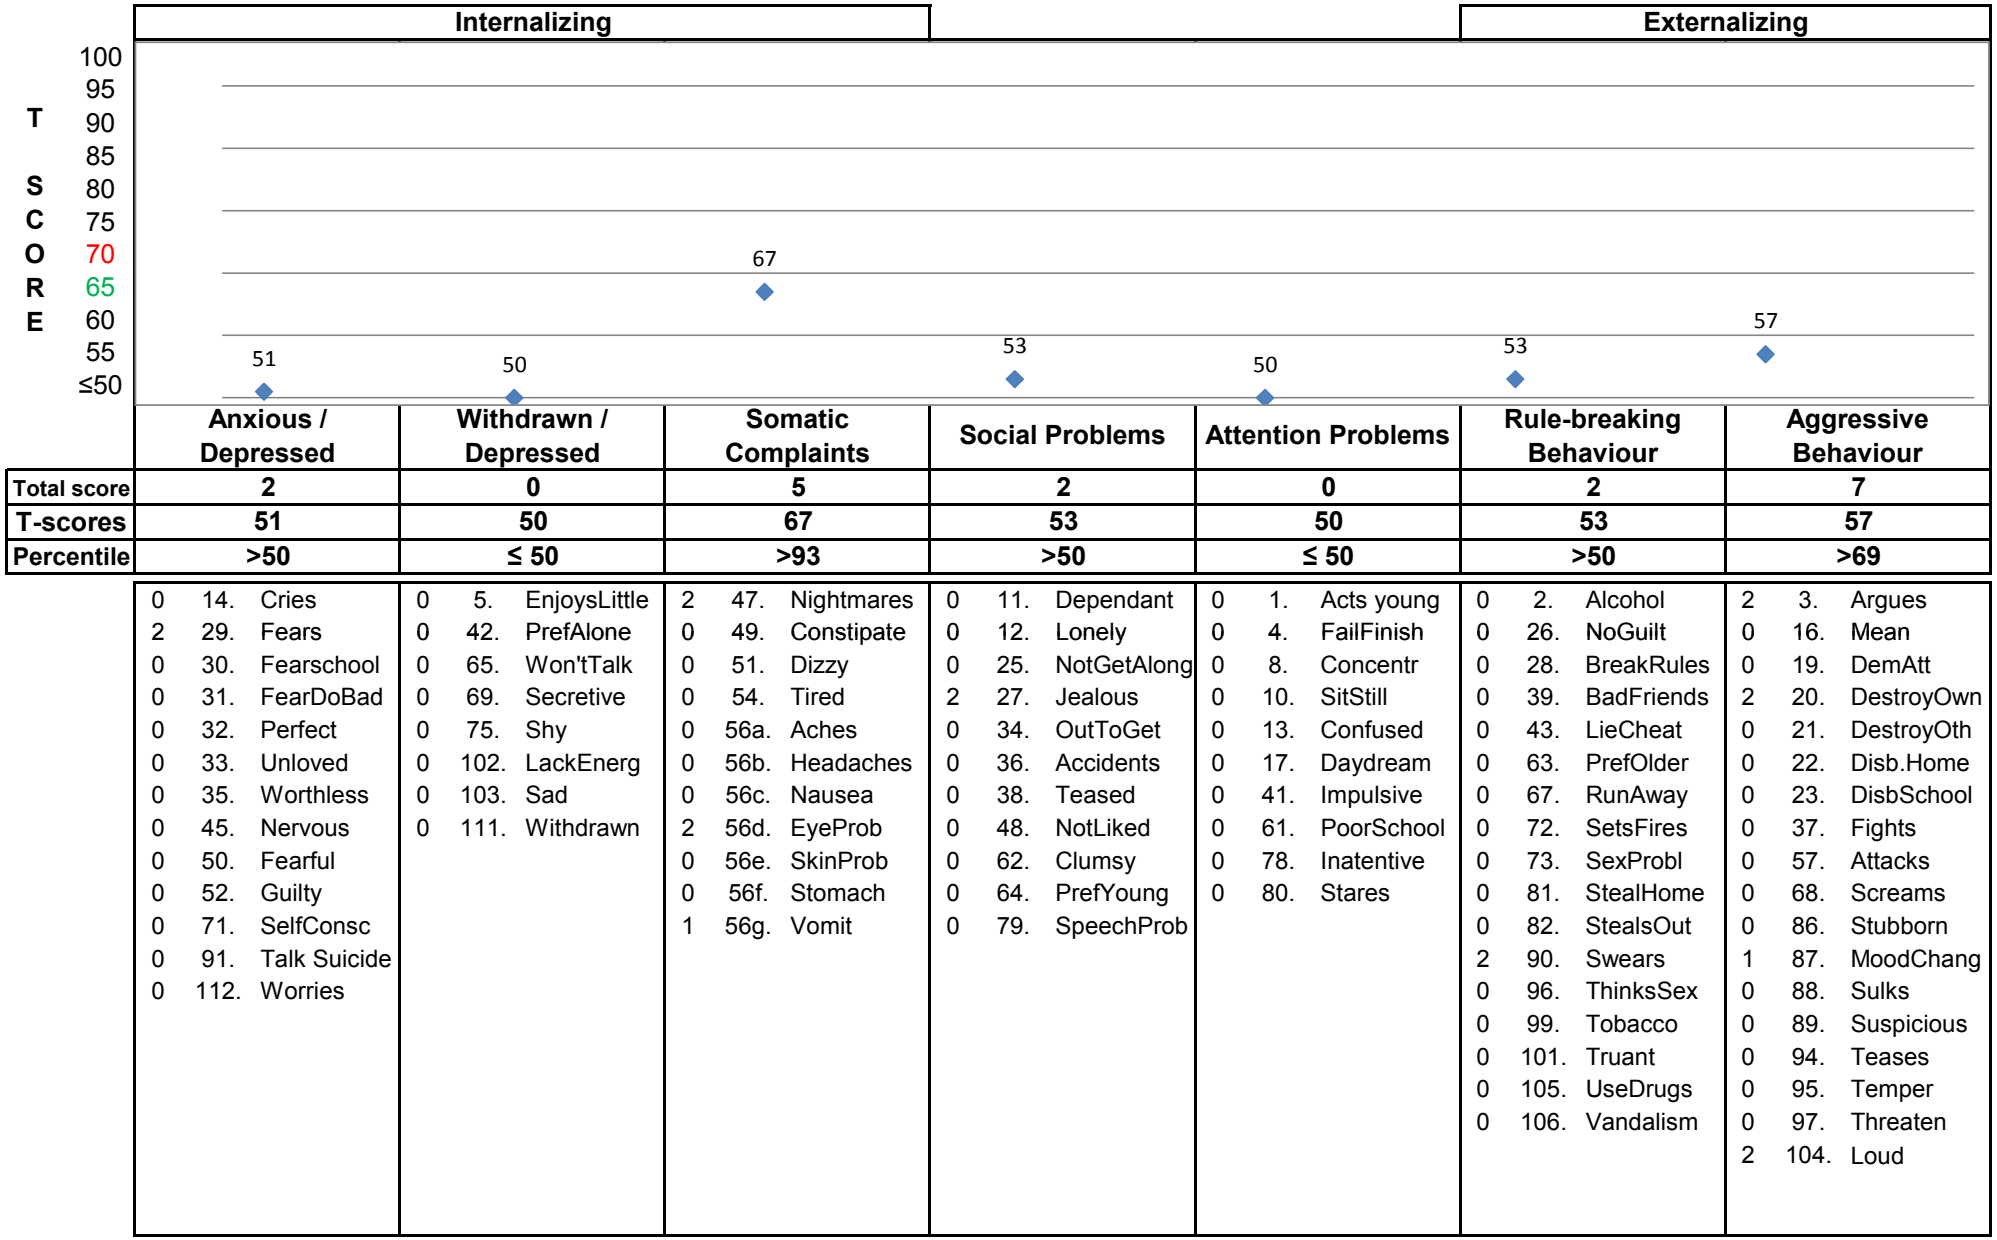 Internalizing Externalizing
T SCORE
100
95
90
85
80
75
70
65
60
55
≤50
51 50 67 53 50 53 57
Anxious / Depressed Withdrawn / Depressed Somatic Complaints Social Problems Attention Problems Rule-breaking Behaviour Aggressive Behaviour
Total score 2 0 5 2 0 2 7
T-scores 51 50 67 53 50 53 57
Percentile >50 ≤ 50 >93 >50 ≤ 50 >50 >69
0 14. Cries 0 5. EnjoysLittle 2 47. Nightmares 0 11. Dependant 0 1. Acts young 0 2. Alcohol 2 3. Argues
2 29. Fears 0 42. PrefAlone 0 49. Constipate 0 12. Lonely 0 4. FailFinish 0 26. NoGuilt 0 16. Mean
0 30. Fearschool 0 65. Won'tTalk 0 51. Dizzy 0 25. NotGetAlong 0 8. Concentr 0 28. BreakRules 0 19. DemAtt
0 31. FearDoBad 0 69. Secretive 0 54. Tired 2 27. Jealous 0 10. SitStill 0 39. BadFriends 2 20. DestroyOwn
0 32. Perfect 0 75. Shy 0 56a. Aches 0 34. OutToGet 0 13. Confused 0 43. LieCheat 0 21. DestroyOth
0 33. Unloved 0 102. LackEnerg 0 56b. Headaches 0 36. Accidents 0 17. Daydream 0 63. PrefOlder 0 22. Disb.Home
0 35. Worthless 0 103. Sad 0 56c. Nausea 0 38. Teased 0 41. Impulsive 0 67. RunAway 0 23. DisbSchool
0 45. Nervous 0 111. Withdrawn 2 56d. EyeProb 0 48. NotLiked 0 61. PoorSchool 0 72. SetsFires 0 37. Fights
0 50. Fearful 0 56e. SkinProb 0 62. Clumsy 0 78. Inatentive 0 73. SexProbl 0 57. Attacks
0 52. Guilty 0 56f. Stomach 0 64. PrefYoung 0 80. Stares 0 81. StealHome 0 68. Screams
0 71. SelfConsc 1 56g. Vomit 0 79. SpeechProb 0 82. StealsOut 0 86. Stubborn
0 91. Talk Suicide 2 90. Swears 1 87. MoodChang
0 112. Worries 0 96. ThinksSex 0 88. Sulks
0 99. Tobacco 0 89. Suspicious
0 101. Truant 0 94. Teases
0 105. UseDrugs 0 95. Temper
0 106. Vandalism 0 97. Threaten
2 104. Loud